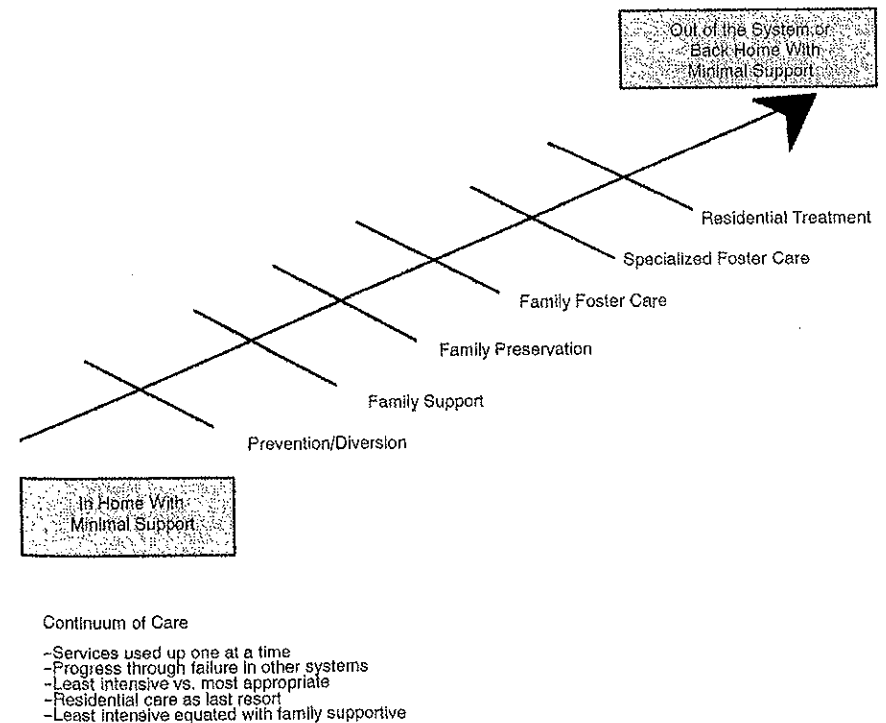 Out of the System or
Back Home With
Minimal Support
Residential Treatment
Specialized Foster Care
Family Foster Care
Family Preservation
Family Support
Prevention/Diversion
In Home With
Minimal Support
Continuum of Care
-Services used up one at a time
-Progress through failure in other systems
-Least intensive vs. most appropriate
-Residential care as last resort
-Least intensive equated with family supportive